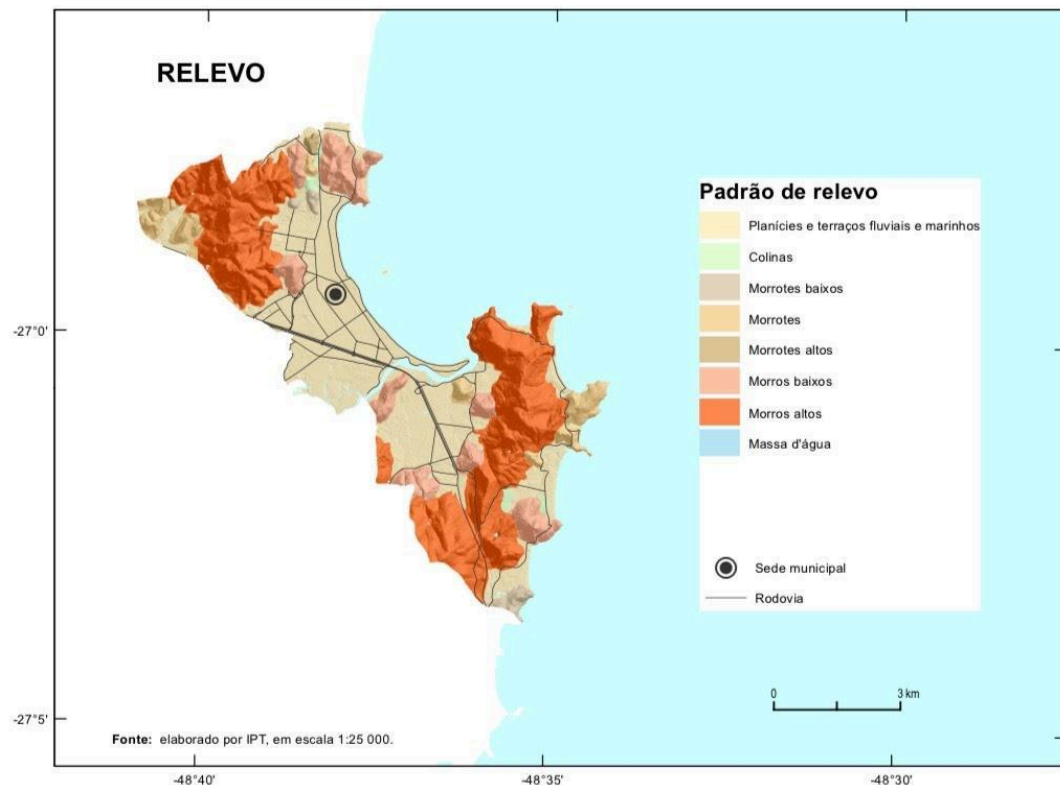 RELEVO
Padrão de relevo
Planícies e terraços fluviais e marinhos
Colinas
Morrotes baixos
Morrotes
Morrotes altos
Morros baixos
Morros altos
Massa d'água
Sede municipal
Rodovia
0 3 km
-27°0'
-27°5'
Fonte: elaborado por IPT, em escala 1:25 000.
-48°40' -48°35' -48°30'